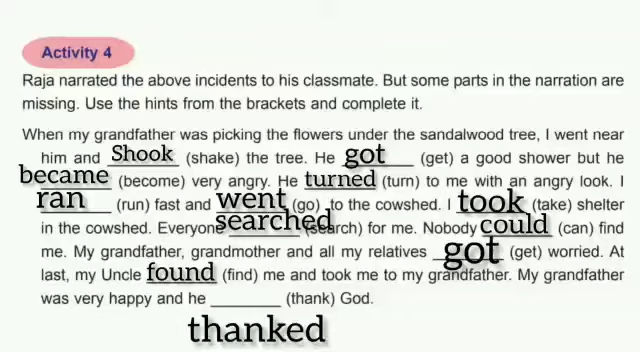 Activity 4
Raja narrated the above incidents to his classmate. But some parts in the narration are
missing. Use the hints from the brackets and complete it.
When my grandfather was picking the flowers under the sandalwood tree, I went near
him and Shook (shake) the tree. He got (get) a good shower but he
became (become) very angry. He turned (turn) to me with an angry look. I
ran (run) fast and went (go) to the cowshed. I took (take) shelter
in the cowshed. Everyone searched (search) for me. Nobody could (can) find
me. My grandfather, grandmother and all my relatives got (get) worried. At
last, my Uncle found (find) me and took me to my grandfather. My grandfather
was very happy and he ________ (thank) God.
thanked